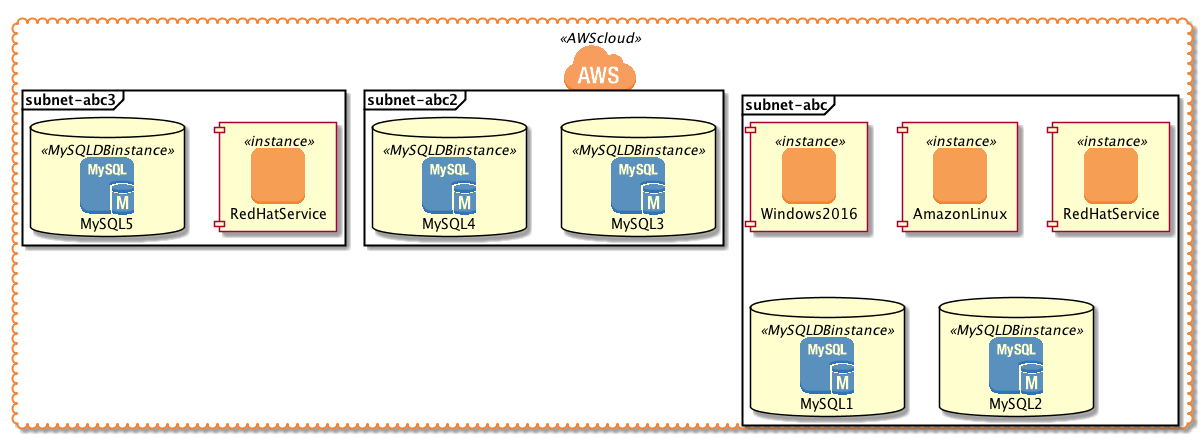 «AWScloud»
AWS
subnet-abc3
«MySQLDBinstance»
MySQL
M
MySQL5
«instance»
RedHatService
subnet-abc2
«MySQLDBinstance»
MySQL
M
MySQL4
«MySQLDBinstance»
MySQL
M
MySQL3
subnet-abc
«instance»
Windows2016
«instance»
AmazonLinux
«instance»
RedHatService
«MySQLDBinstance»
MySQL
M
MySQL1
«MySQLDBinstance»
MySQL
M
MySQL2